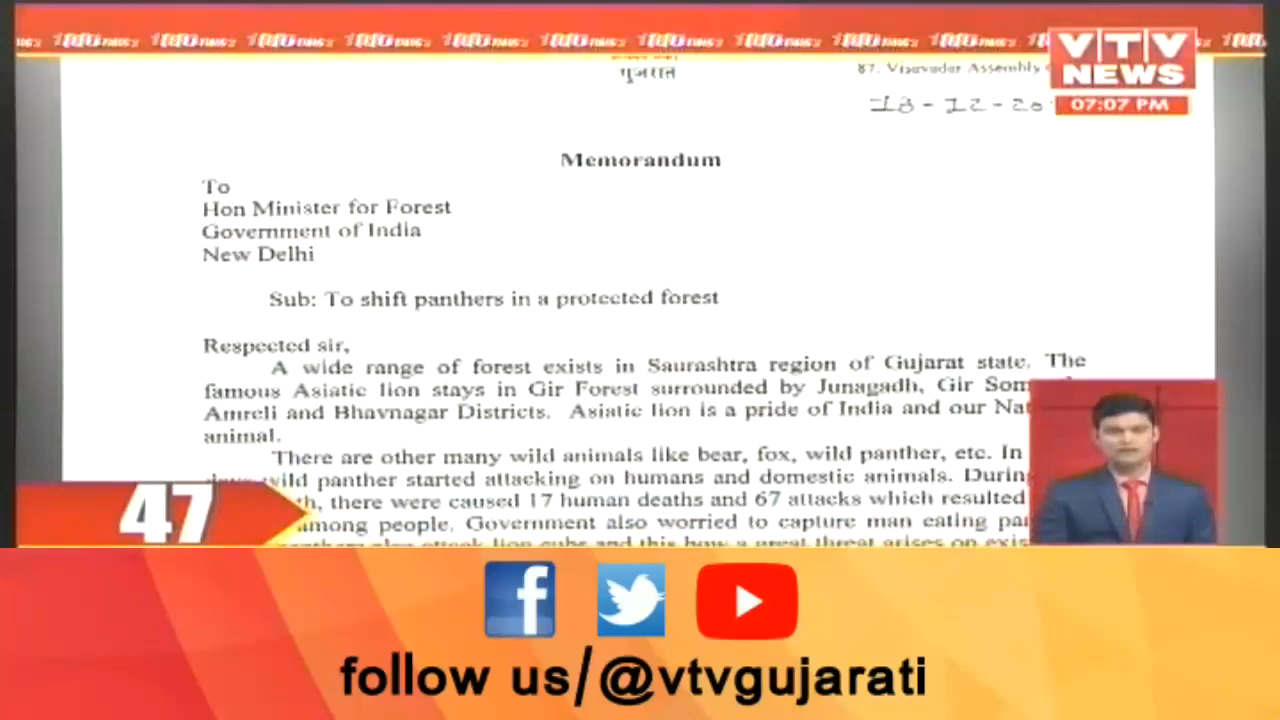 VTV
NEWS
07:07 PM
ગુજરાત
87. Visavadar Assembly
18-12-20
Memorandum
To
Hon Minister for Forest
Government of India
New Delhi
Sub: To shift panthers in a protected forest
Respected sir,
A wide range of forest exists in Saurashtra region of Gujarat state. The
famous Asiatic lion stays in Gir Forest surrounded by Junagadh, Gir
Amreli and Bhavnagar Districts. Asiatic lion is a pride of India and our
animal.
There are other many wild animals like bear, fox, wild panther, etc. In
wild panther started attacking on humans and domestic animals. During
there were caused 17 human deaths and 67 attacks which resulted
among people. Government also worried to capture man eating
47
follow us/@vtvgujarati